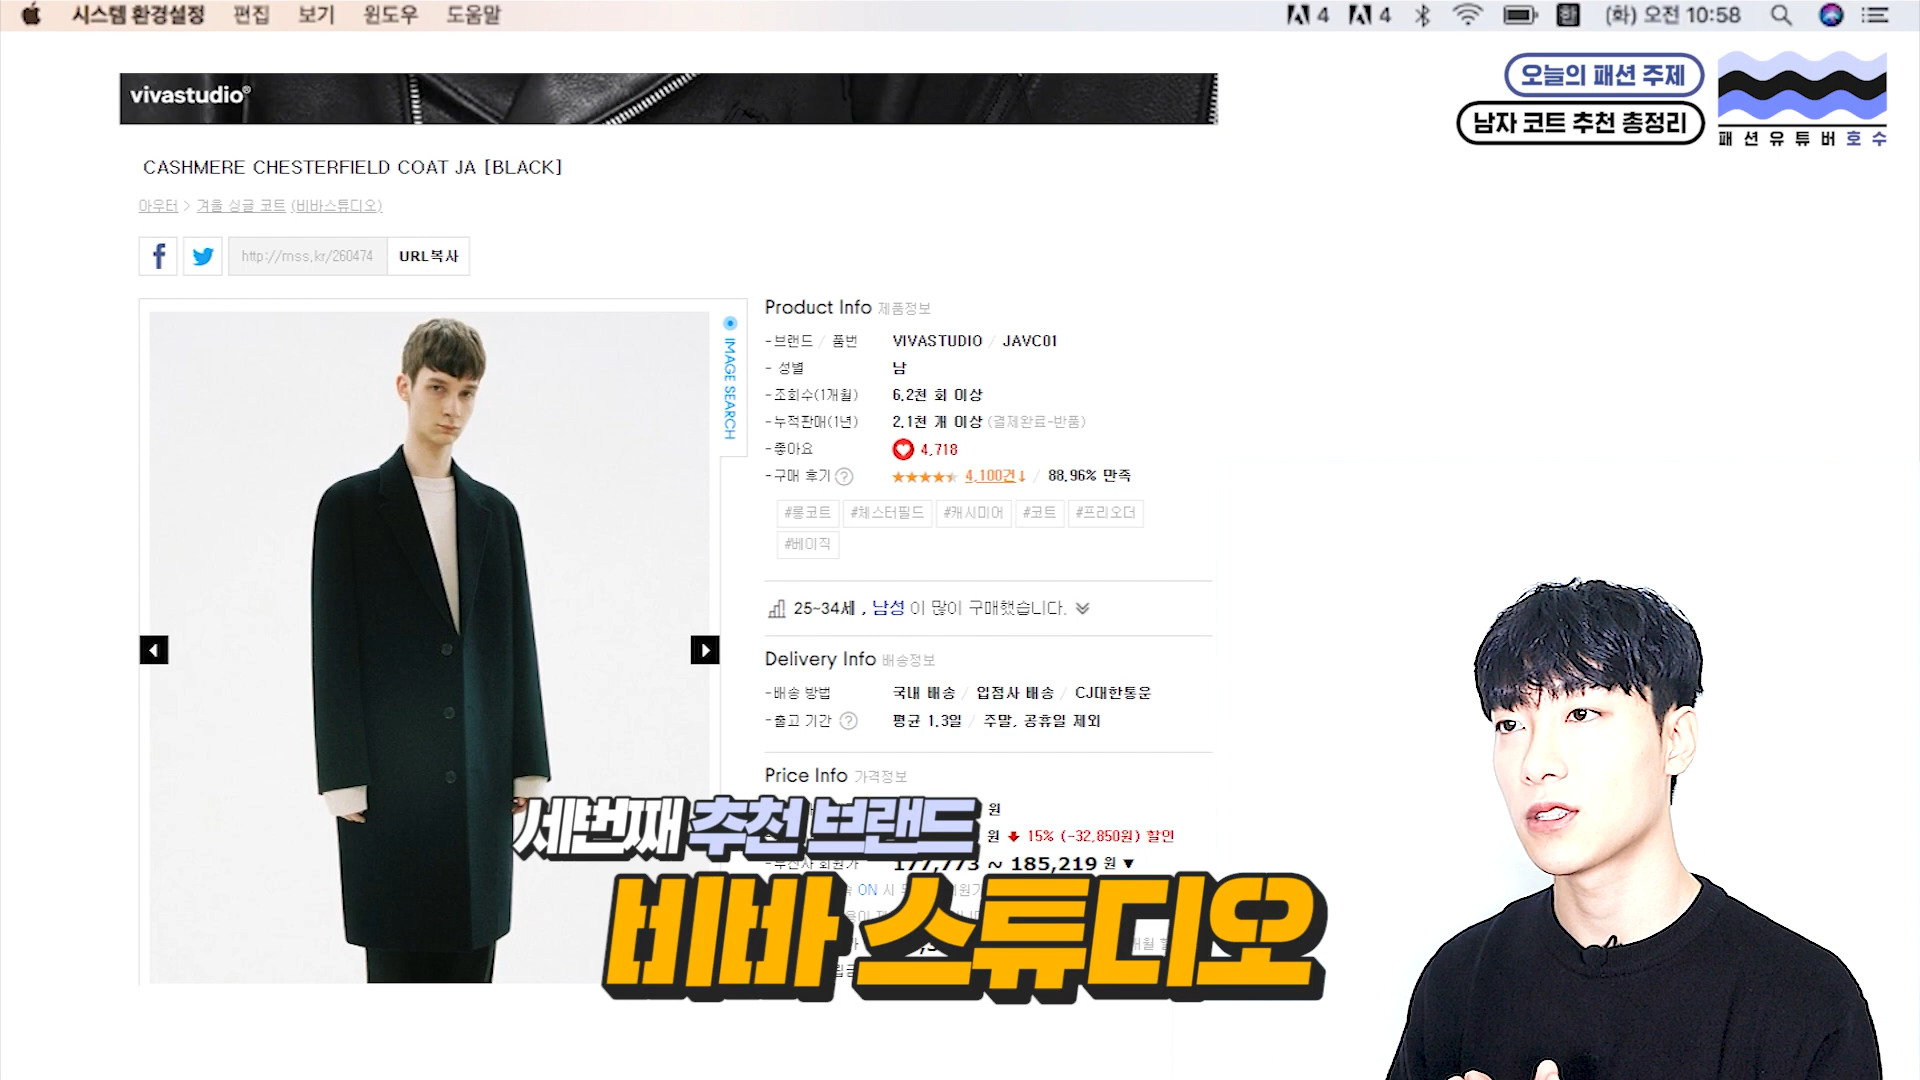 시스템 환경설정 편집 보기 윈도우 도움말 4 4 한 (화) 오전 10:58
오늘의 패션 주제
남자 코트 추천 총정리
패션유튜버호수
vivastudio®
CASHMERE CHESTERFIELD COAT JA [BLACK]
아우터 > 겨울 싱글 코트 (비바스튜디오)
http://mss.kr/260474 URL복사
IMAGE SEARCH
Product Info 제품정보
- 브랜드 / 품번 VIVASTUDIO / JAVC01
- 성별 남
- 조회수(1개월) 6.2천 회 이상
- 누적판매(1년) 2.1천 개 이상 (결제완료-반품)
- 좋아요 4,718
- 구매 후기 ? 4,100건↓ / 88.96% 만족
#롱코트 #체스터필드 #캐시미어 #코트 #프리오더
#베이직
25~34세 , 남성 이 많이 구매했습니다.
Delivery Info 배송정보
- 배송 방법 국내 배송 / 입점사 배송 / CJ대한통운
- 출고 기간 ? 평균 1.3일 / 주말, 공휴일 제외
Price Info 가격정보
원
원 15% (-32,850원) 할인
- 무신사 회원가 177,773 ~ 185,219 원 ▼
ON 시
세번째 추천 브랜드
비바 스튜디오